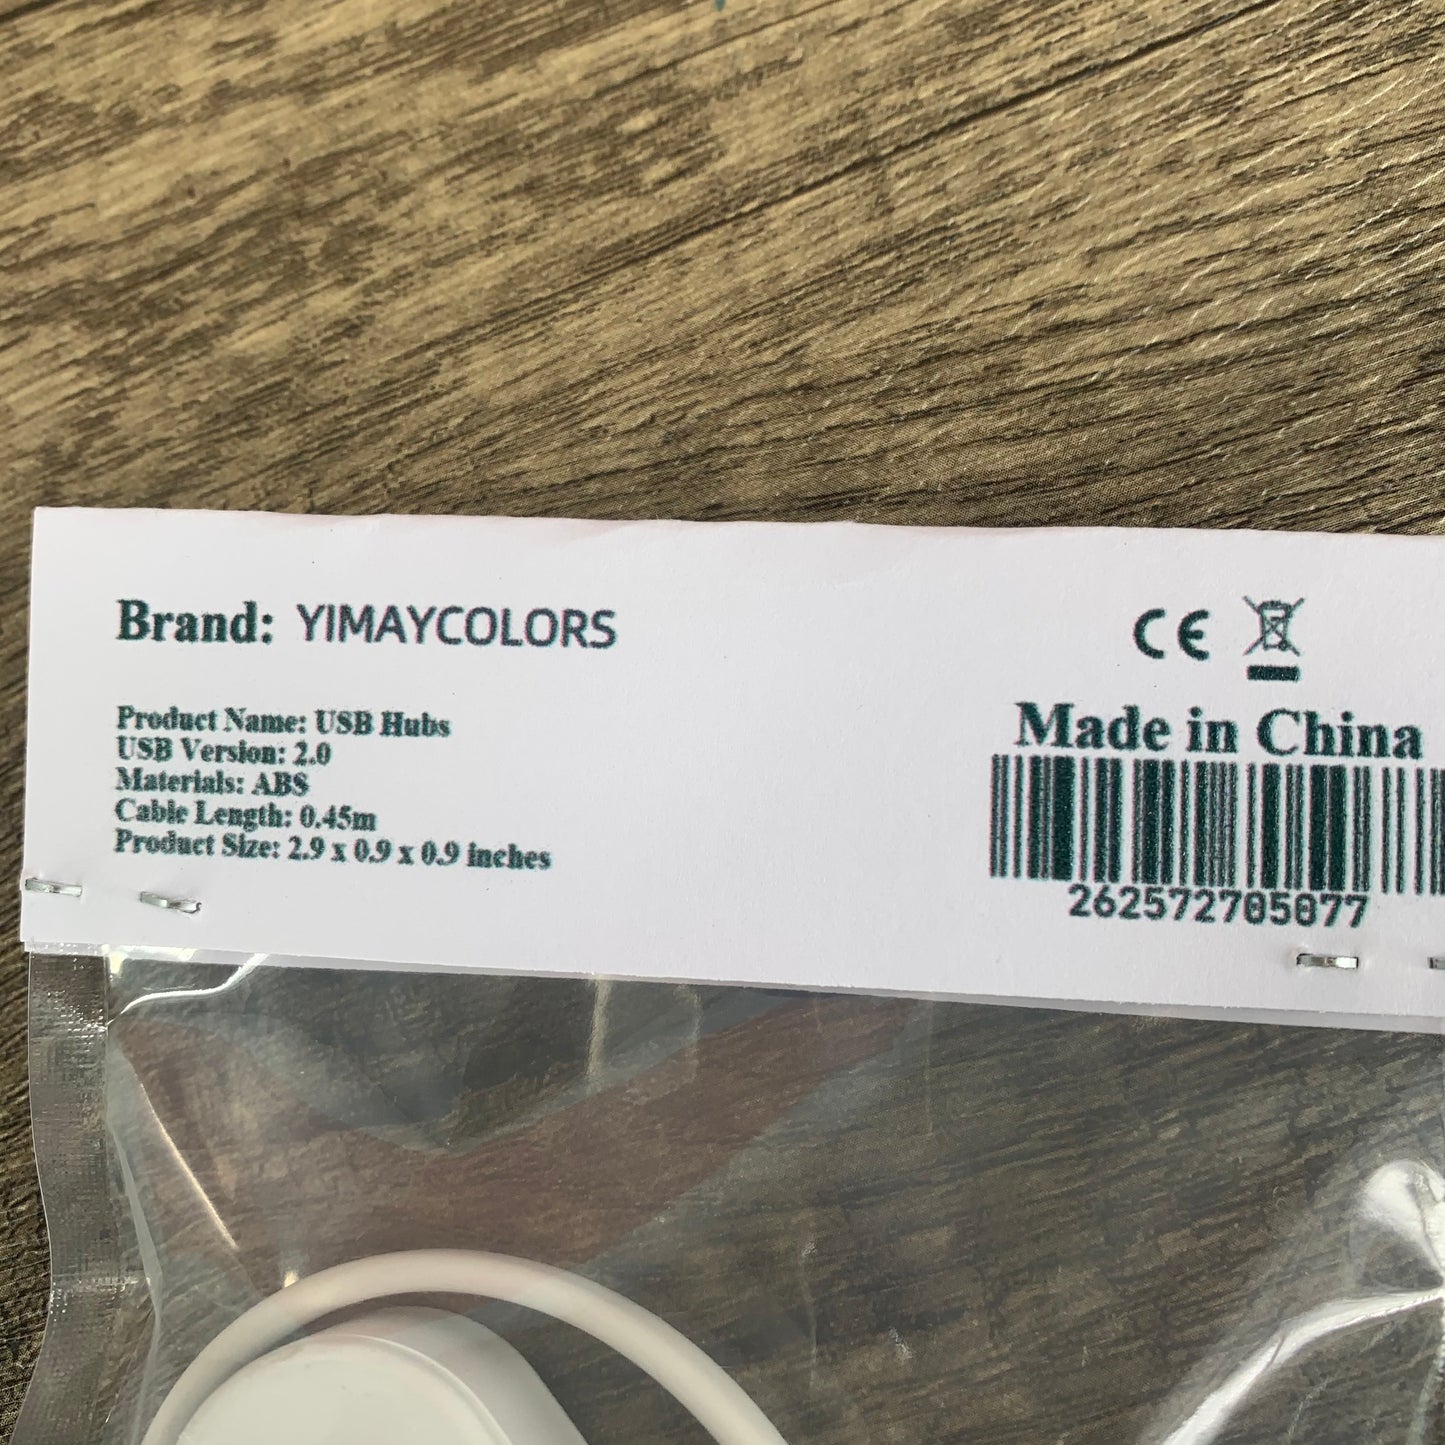 Brand: YIMAYCOLORS
Product Name: USB Hubs
USB Version: 2.0
Materials: ABS
Cable Length: 0.45m
Product Size: 2.9 x 0.9 x 0.9 inches
CE
Made in China
262572705077